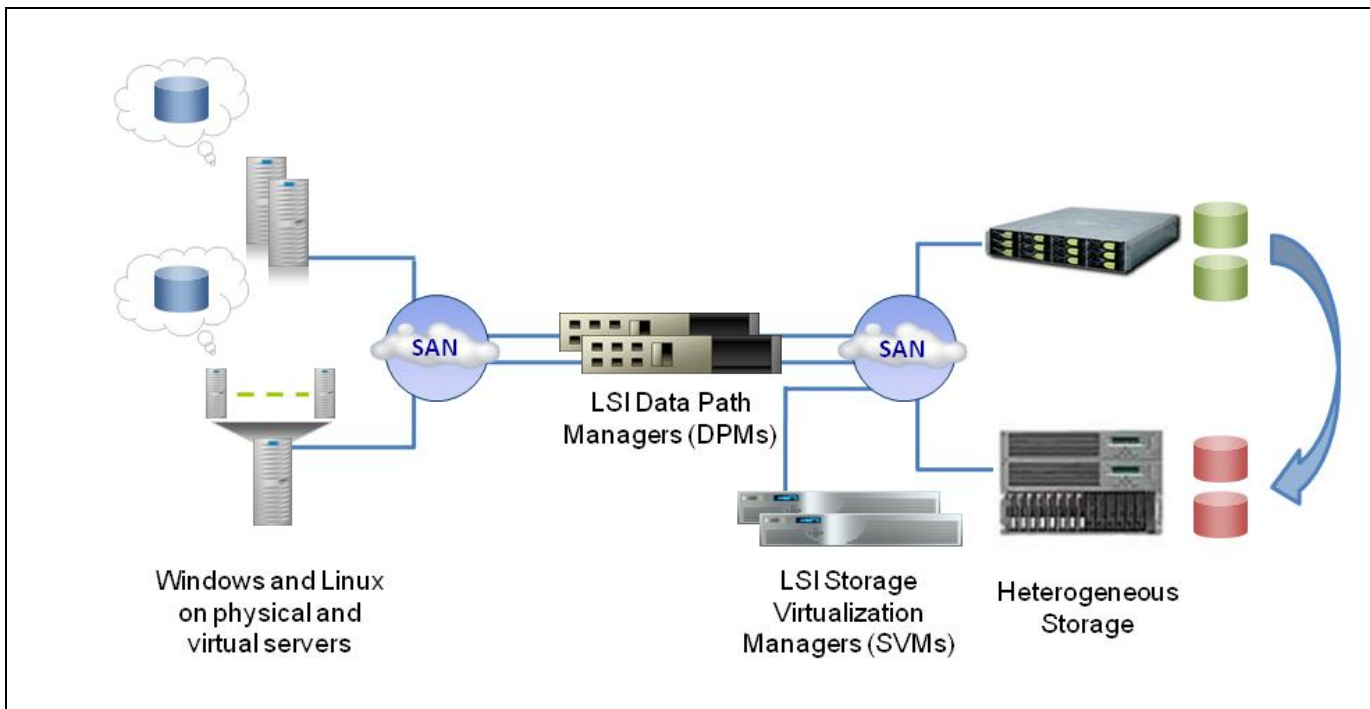 SAN
SAN
LSI Data Path
Managers (DPMs)
Windows and Linux
on physical and
virtual servers
LSI Storage
Virtualization
Managers (SVMs)
Heterogeneous
Storage